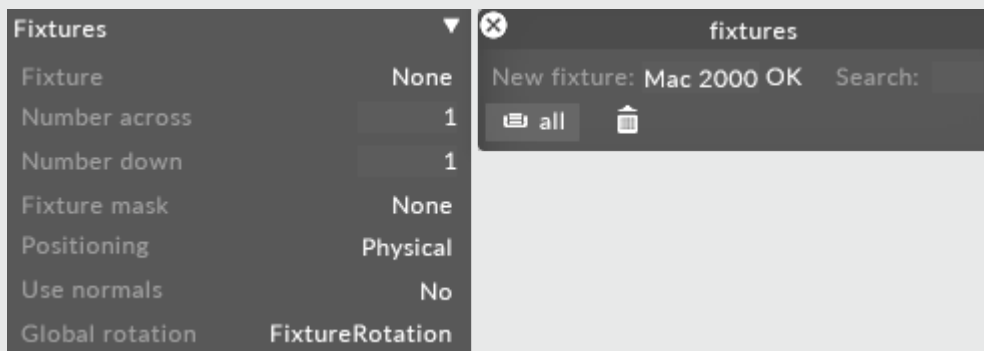 Fixtures
Fixture None
Number across 1
Number down 1
Fixture mask None
Positioning Physical
Use normals No
Global rotation FixtureRotation
fixtures
New fixture: Mac 2000 OK Search:
all